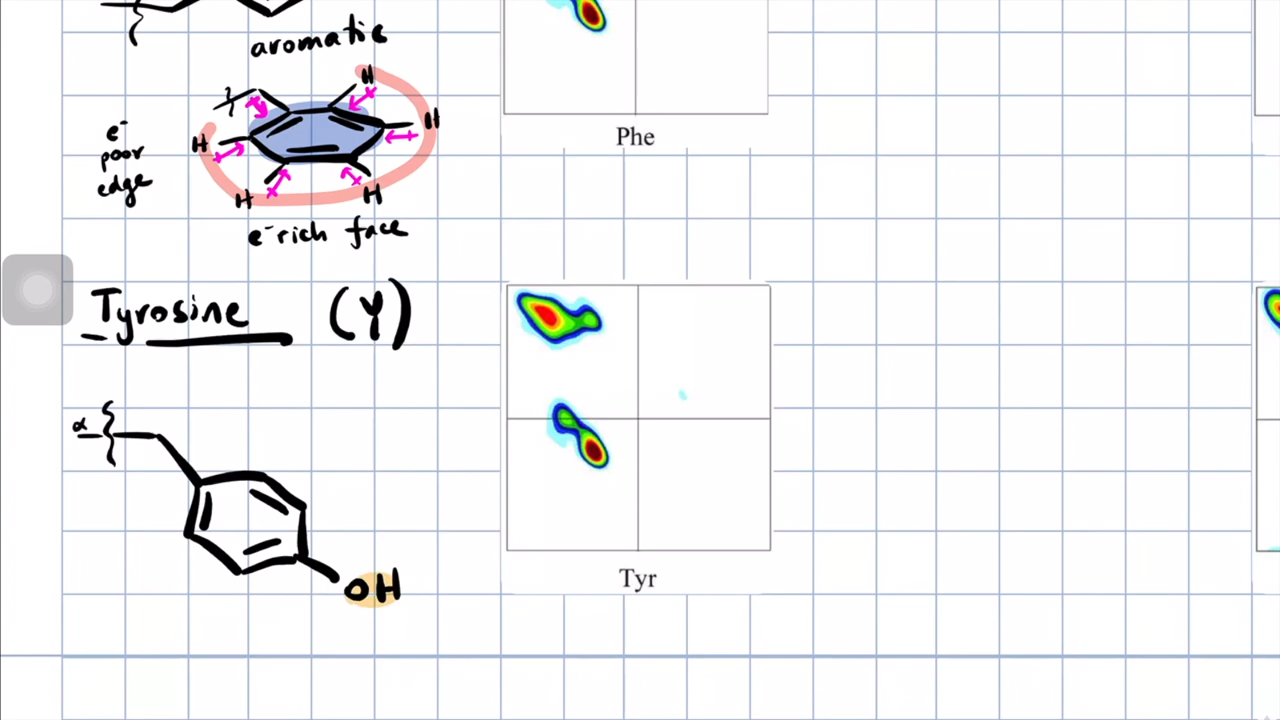 aromatic
H
H
H
H
H
e⁻
poor
edge
e⁻rich face
Phe
Tyrosine (Y)
α
OH
Tyr